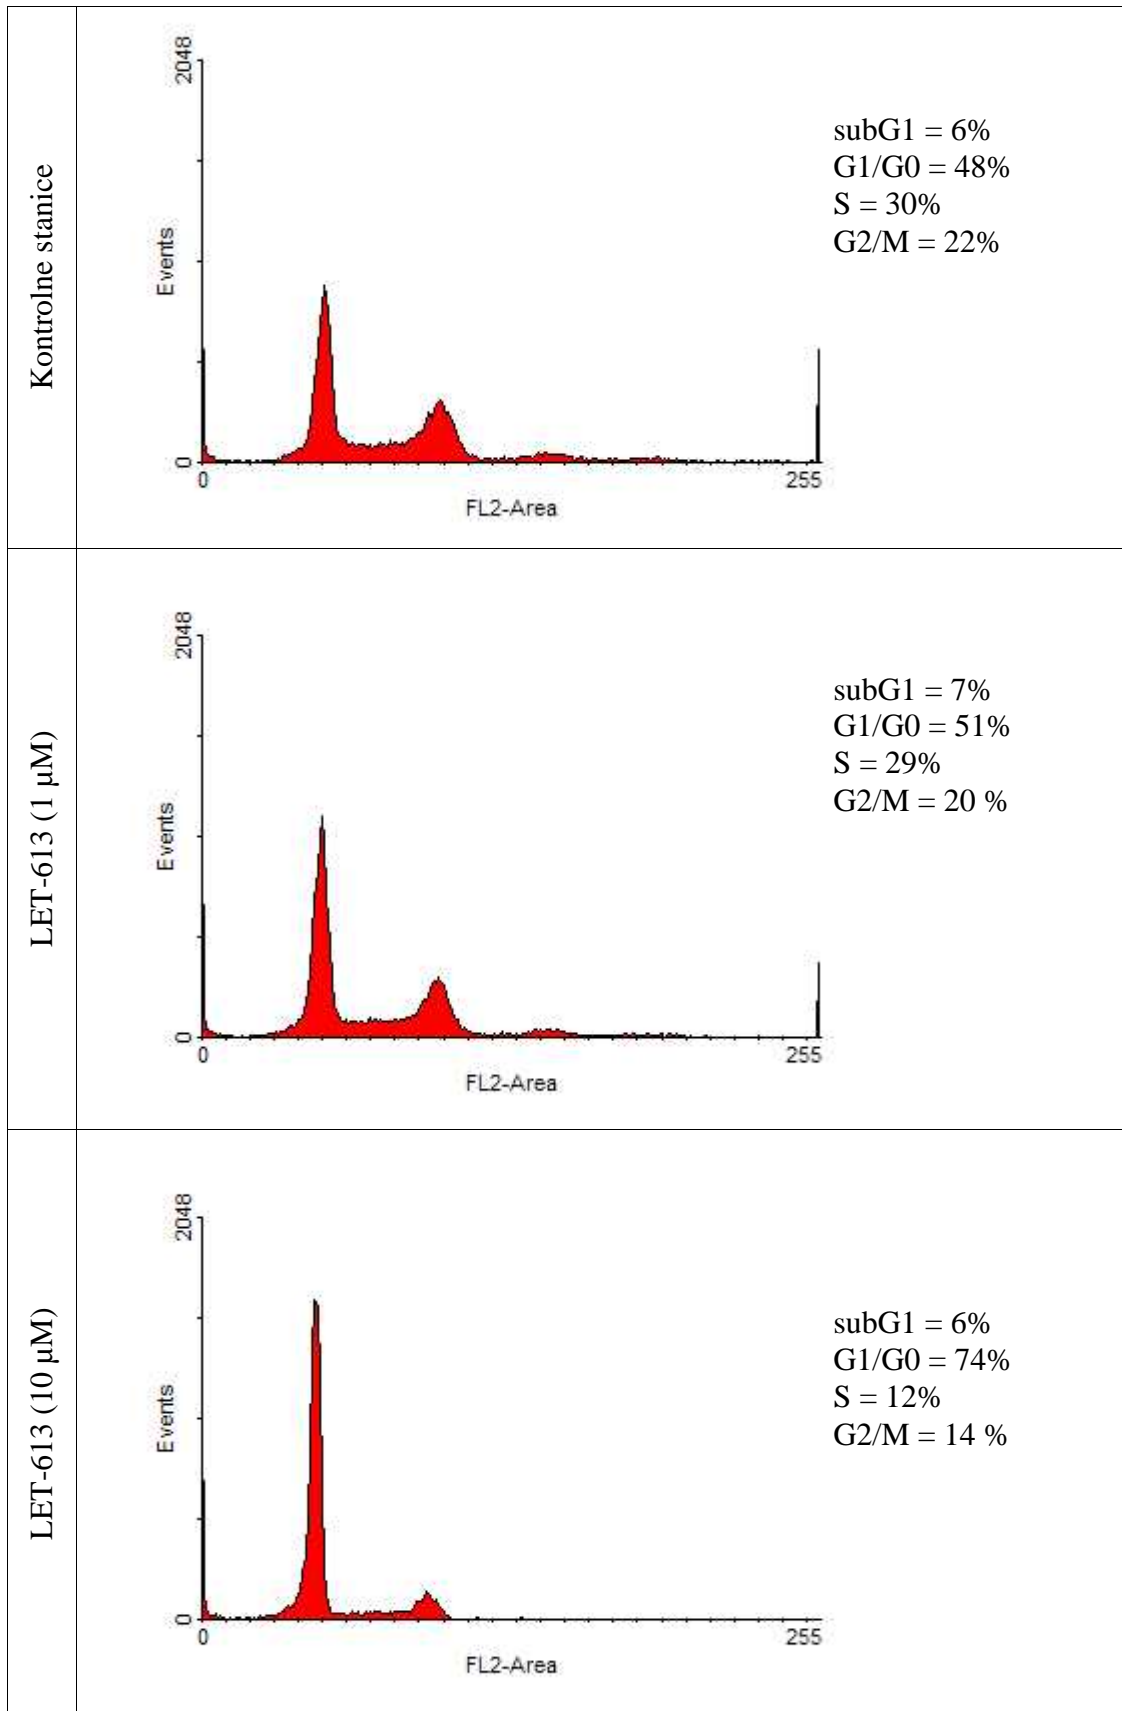 Kontrolne stanice
2048
Events
0
0
255
FL2-Area
subG1 = 6%
G1/G0 = 48%
S = 30%
G2/M = 22%
LET-613 (1 µM)
2048
Events
0
0
255
FL2-Area
subG1 = 7%
G1/G0 = 51%
S = 29%
G2/M = 20 %
LET-613 (10 µM)
2048
Events
0
0
255
FL2-Area
subG1 = 6%
G1/G0 = 74%
S = 12%
G2/M = 14 %